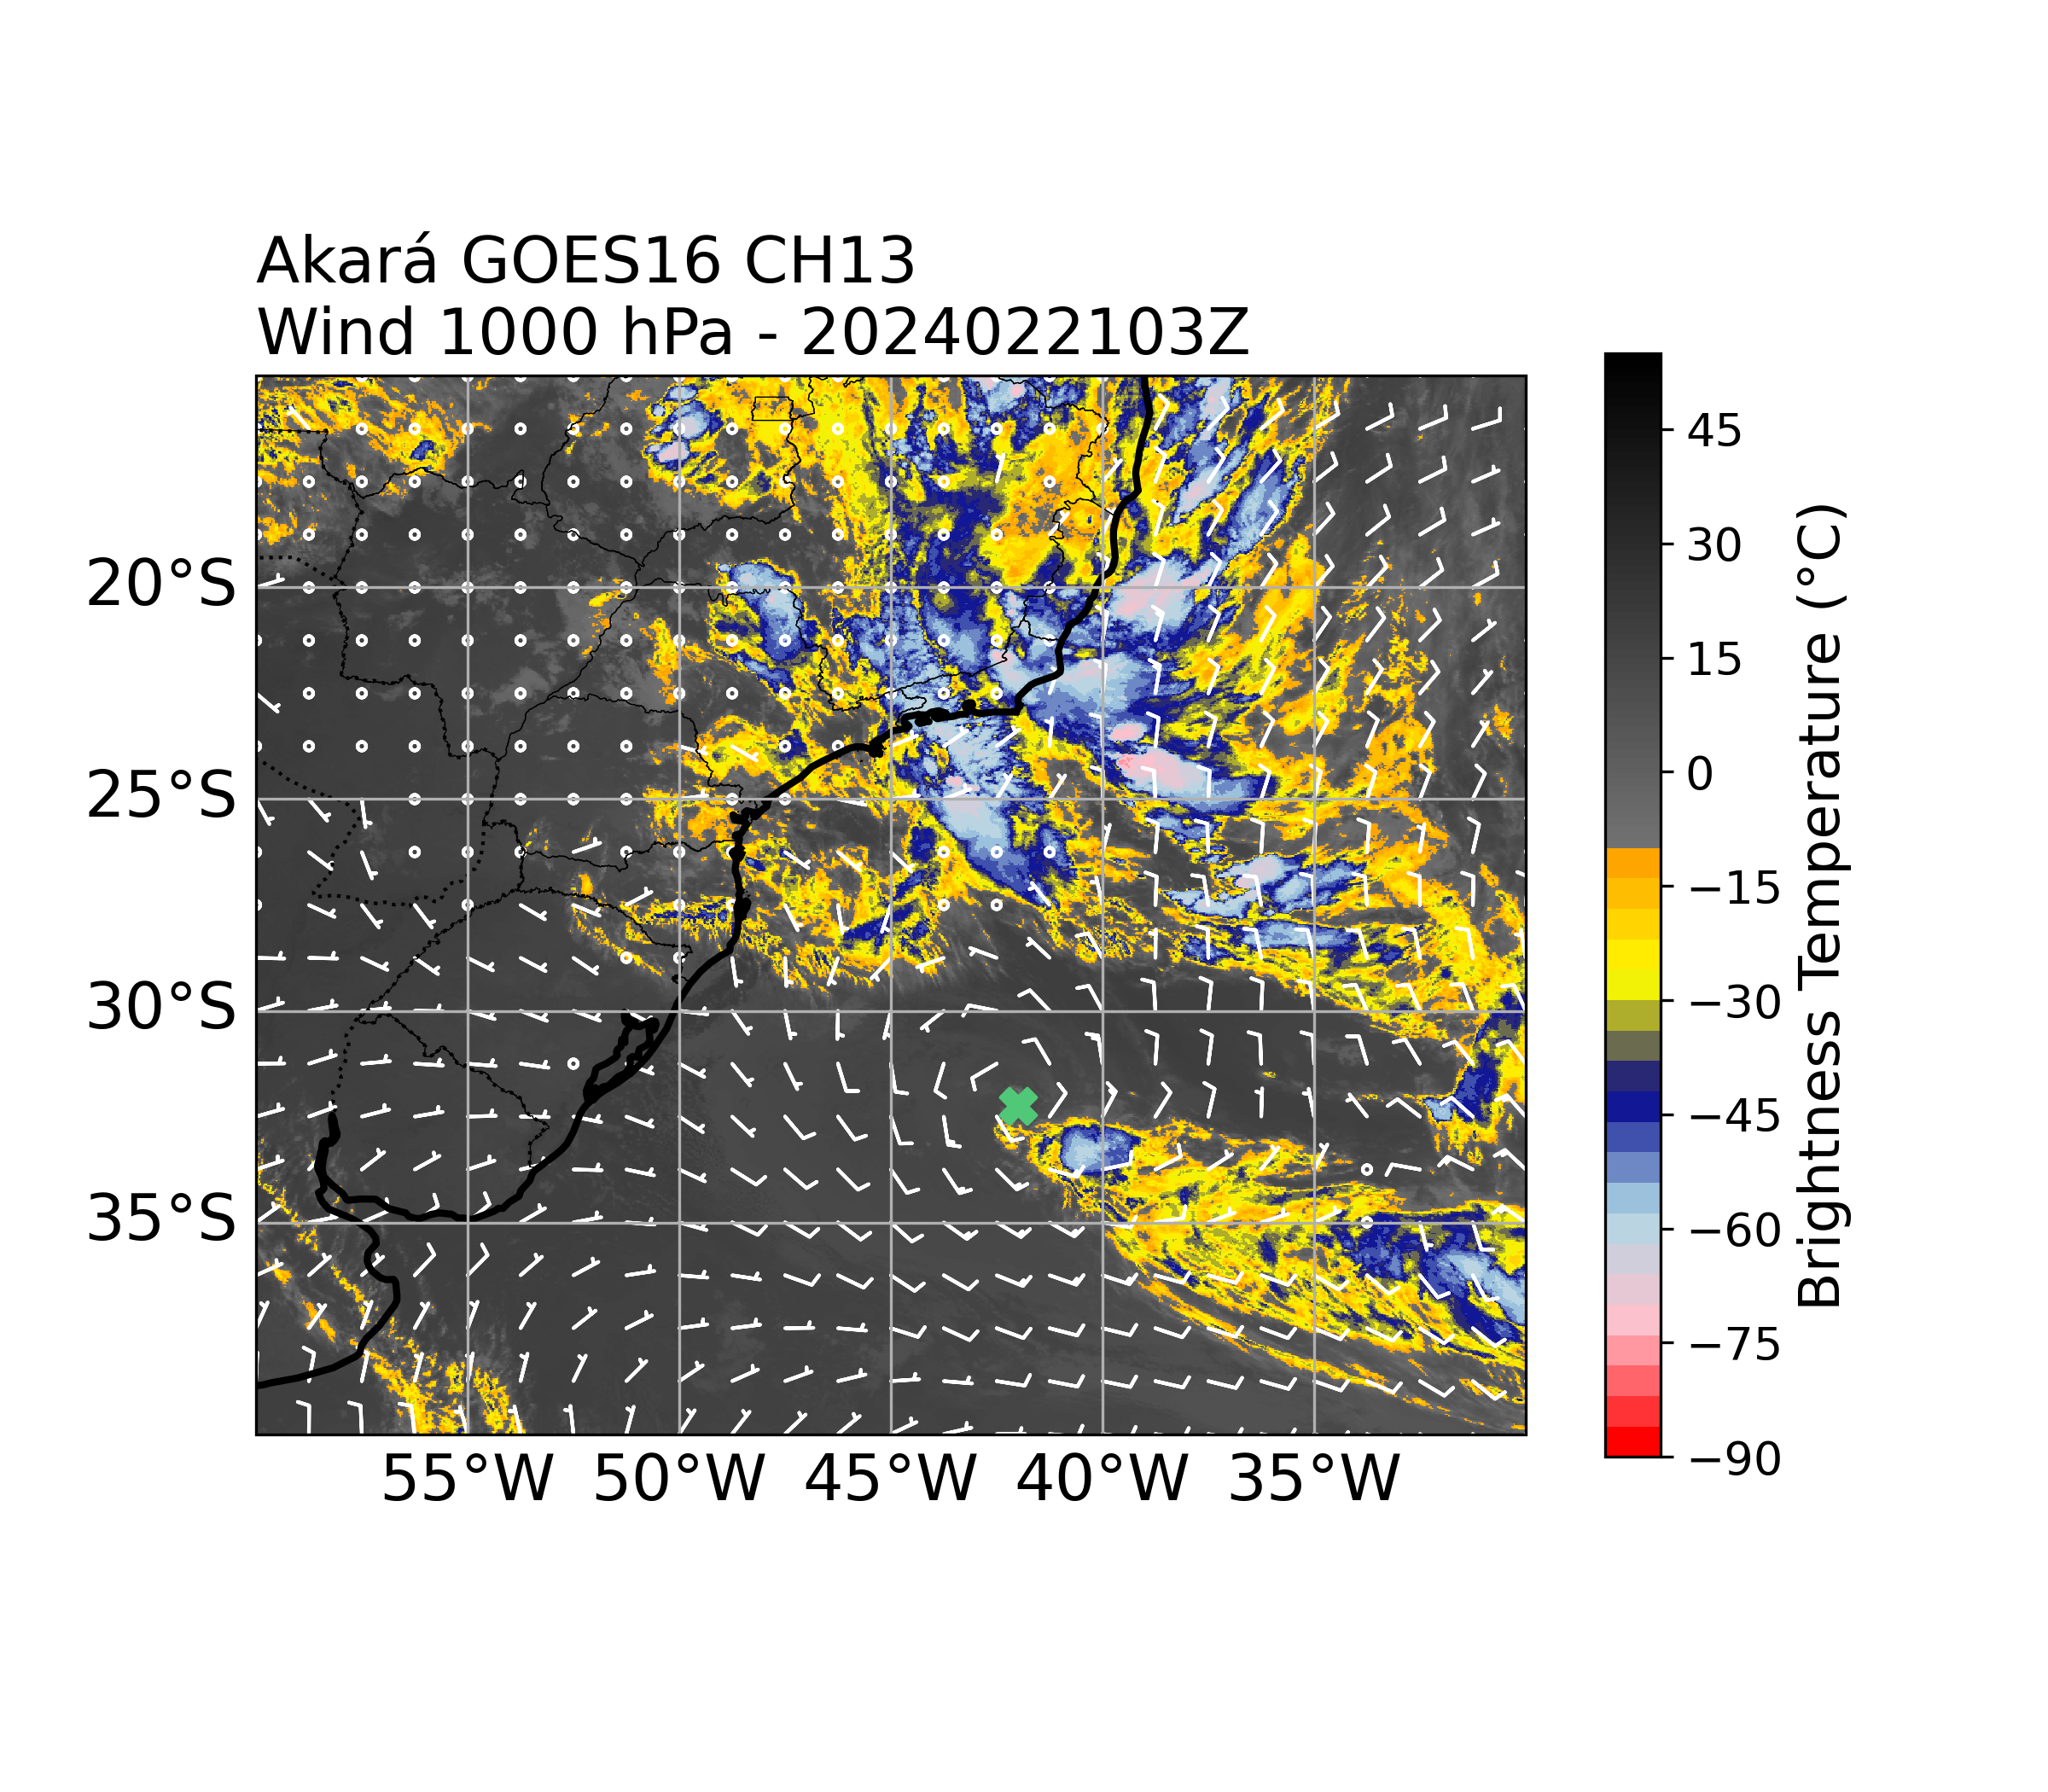 Akará GOES16 CH13
Wind 1000 hPa - 2024022103Z
20°S
25°S
30°S
35°S
55°W 50°W 45°W 40°W 35°W
45
30
15
0
−15
−30
−45
−60
−75
−90
Brightness Temperature (°C)